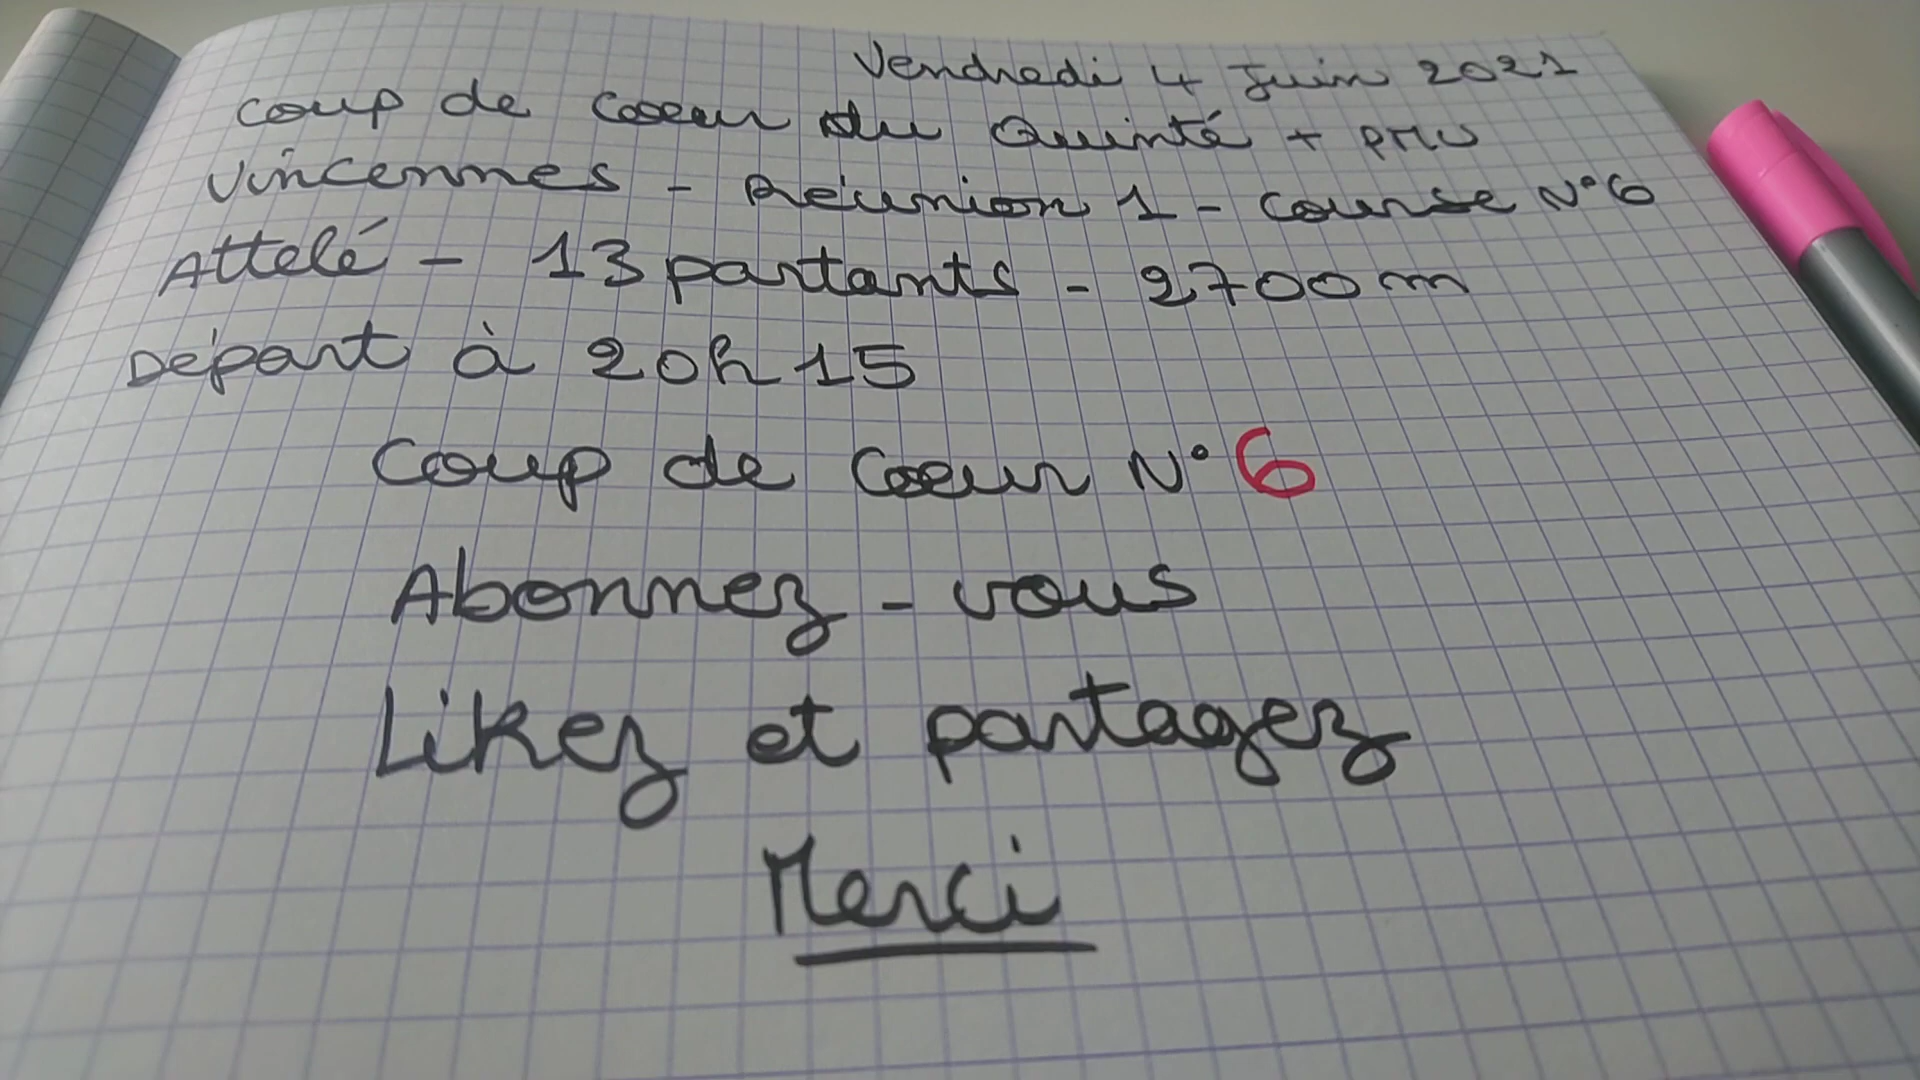 Vendredi 4 Juin 2021
Coup de Coeur du Quinté + PMU
Vincennes - Réunion 1 - Course N°6
Attelé - 13 partants - 2700m
Départ à 20h15
Coup de Coeur N°6
Abonnez-vous
Likez et partagez
Merci